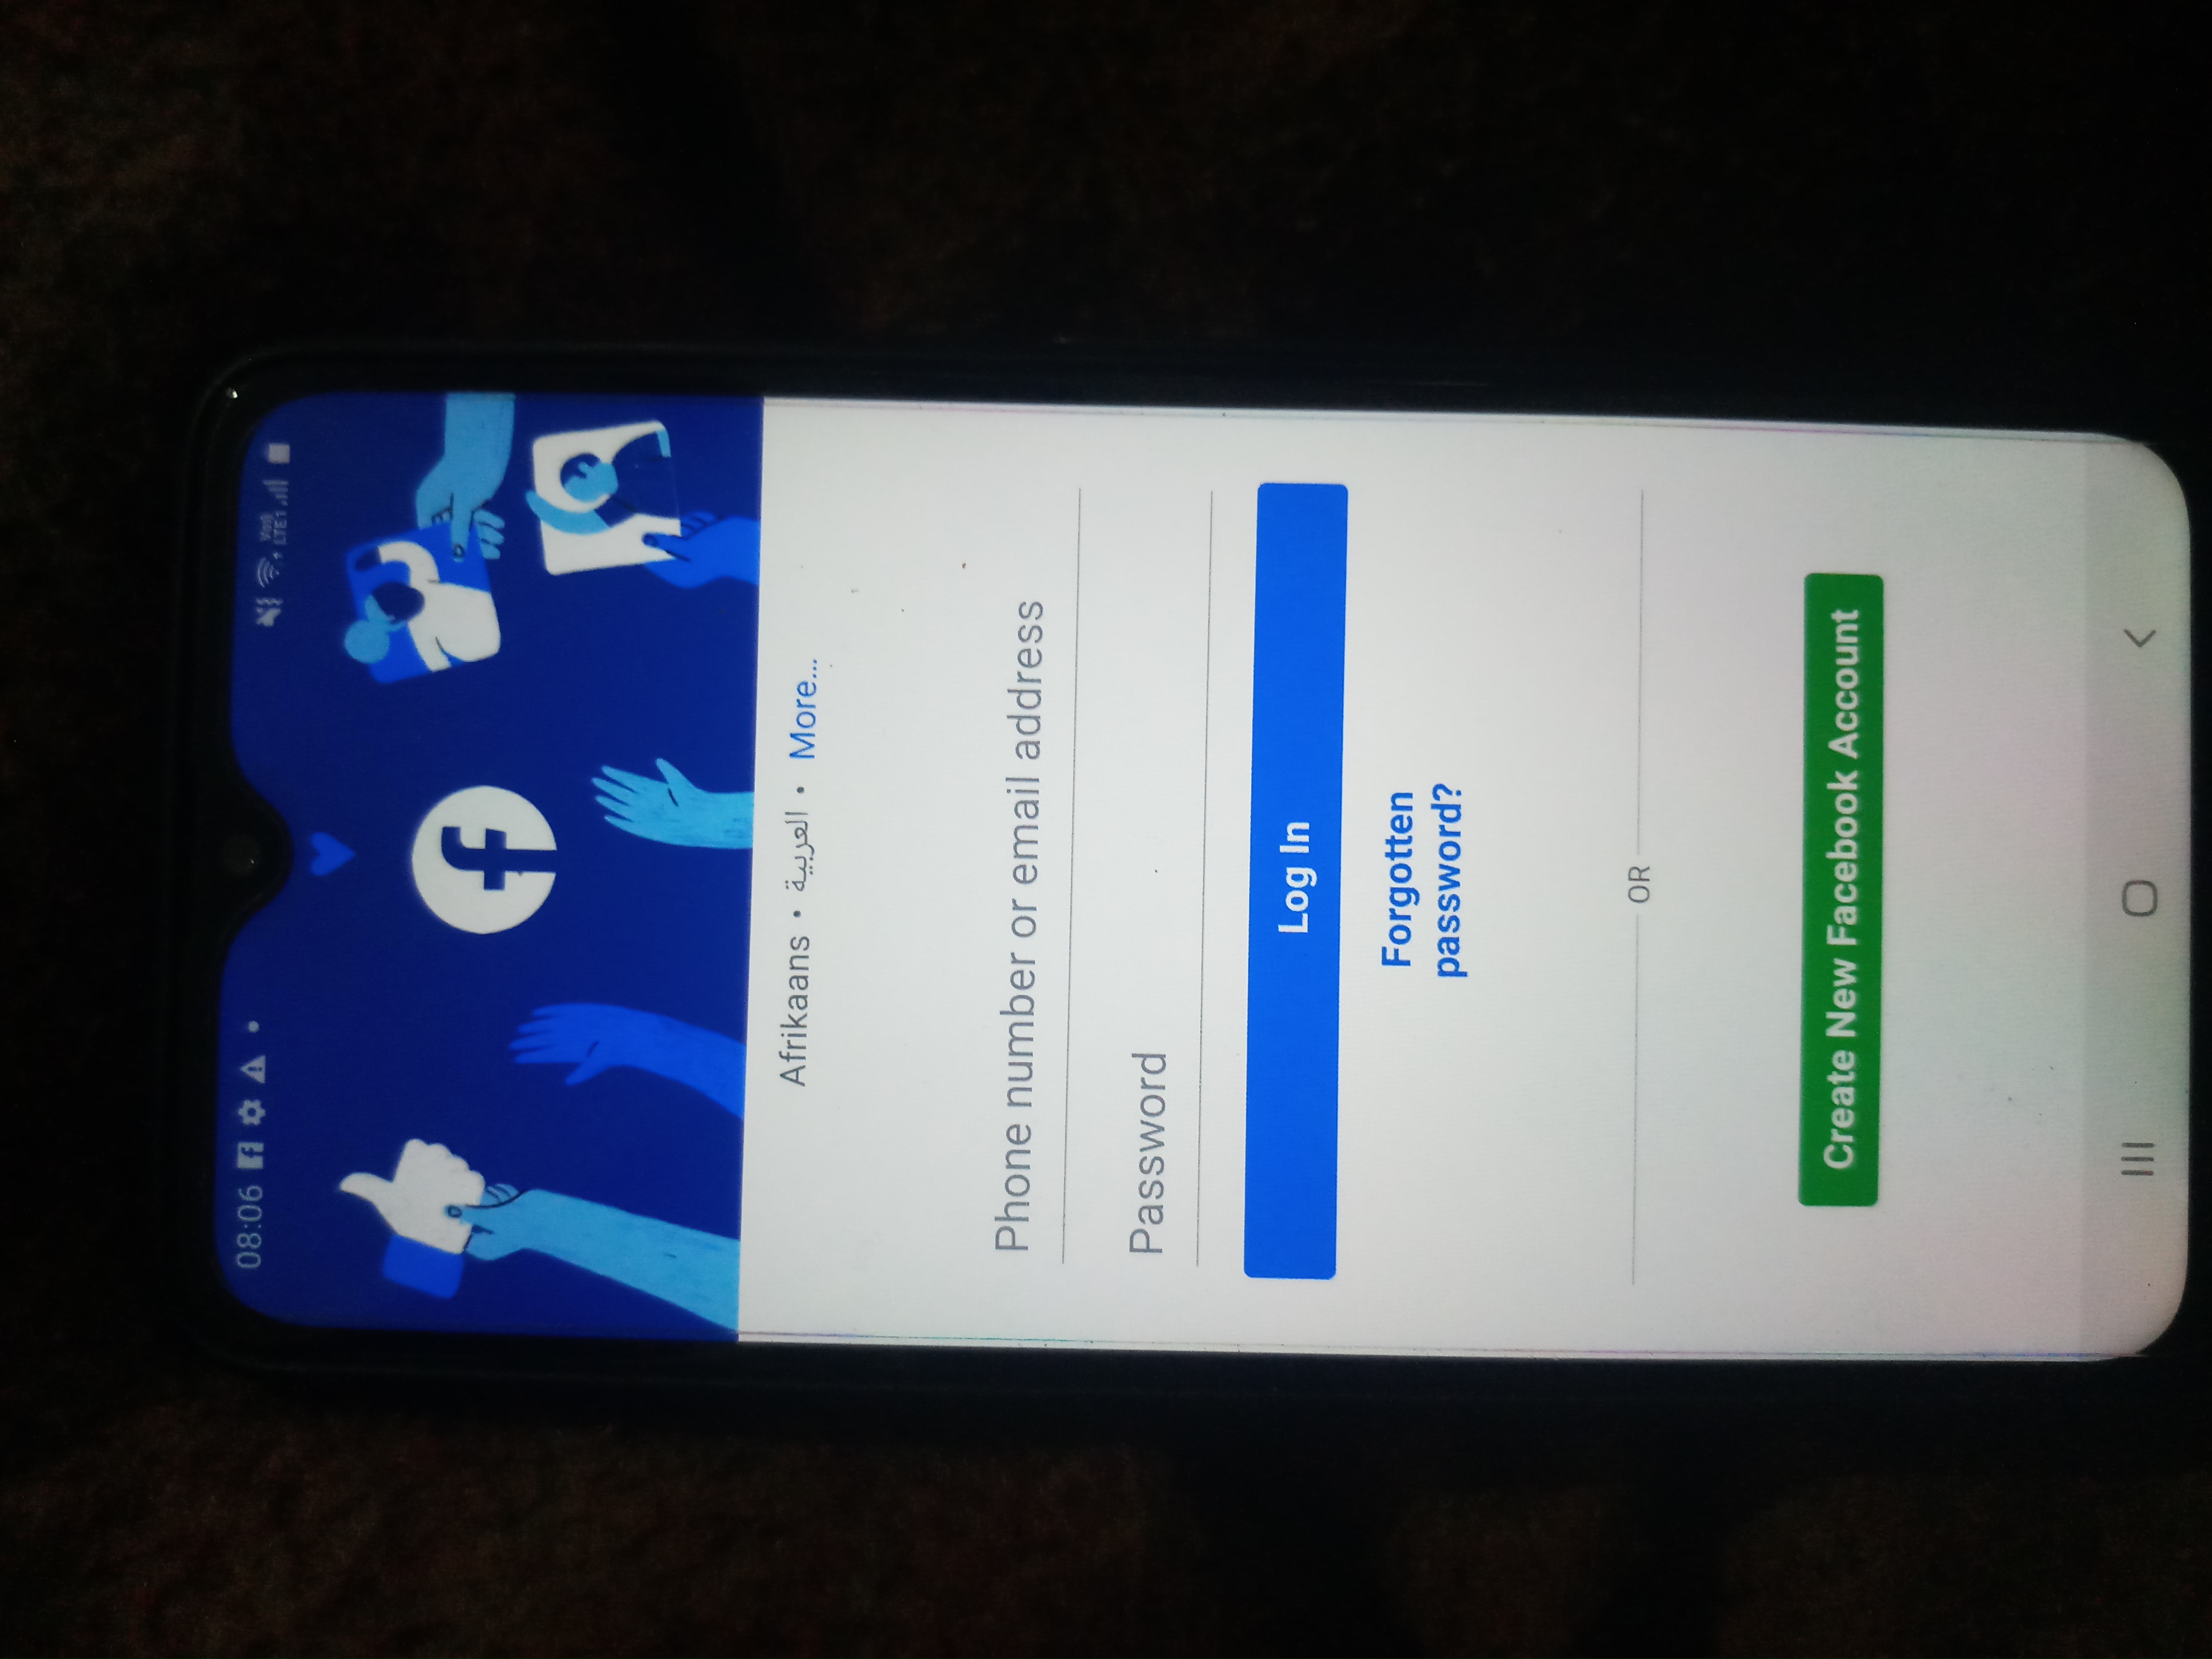 08:06
Vo)) LTE1
Afrikaans • العربية • More...
Phone number or email address
Password
Log In
Forgotten
password?
OR
Create New Facebook Account